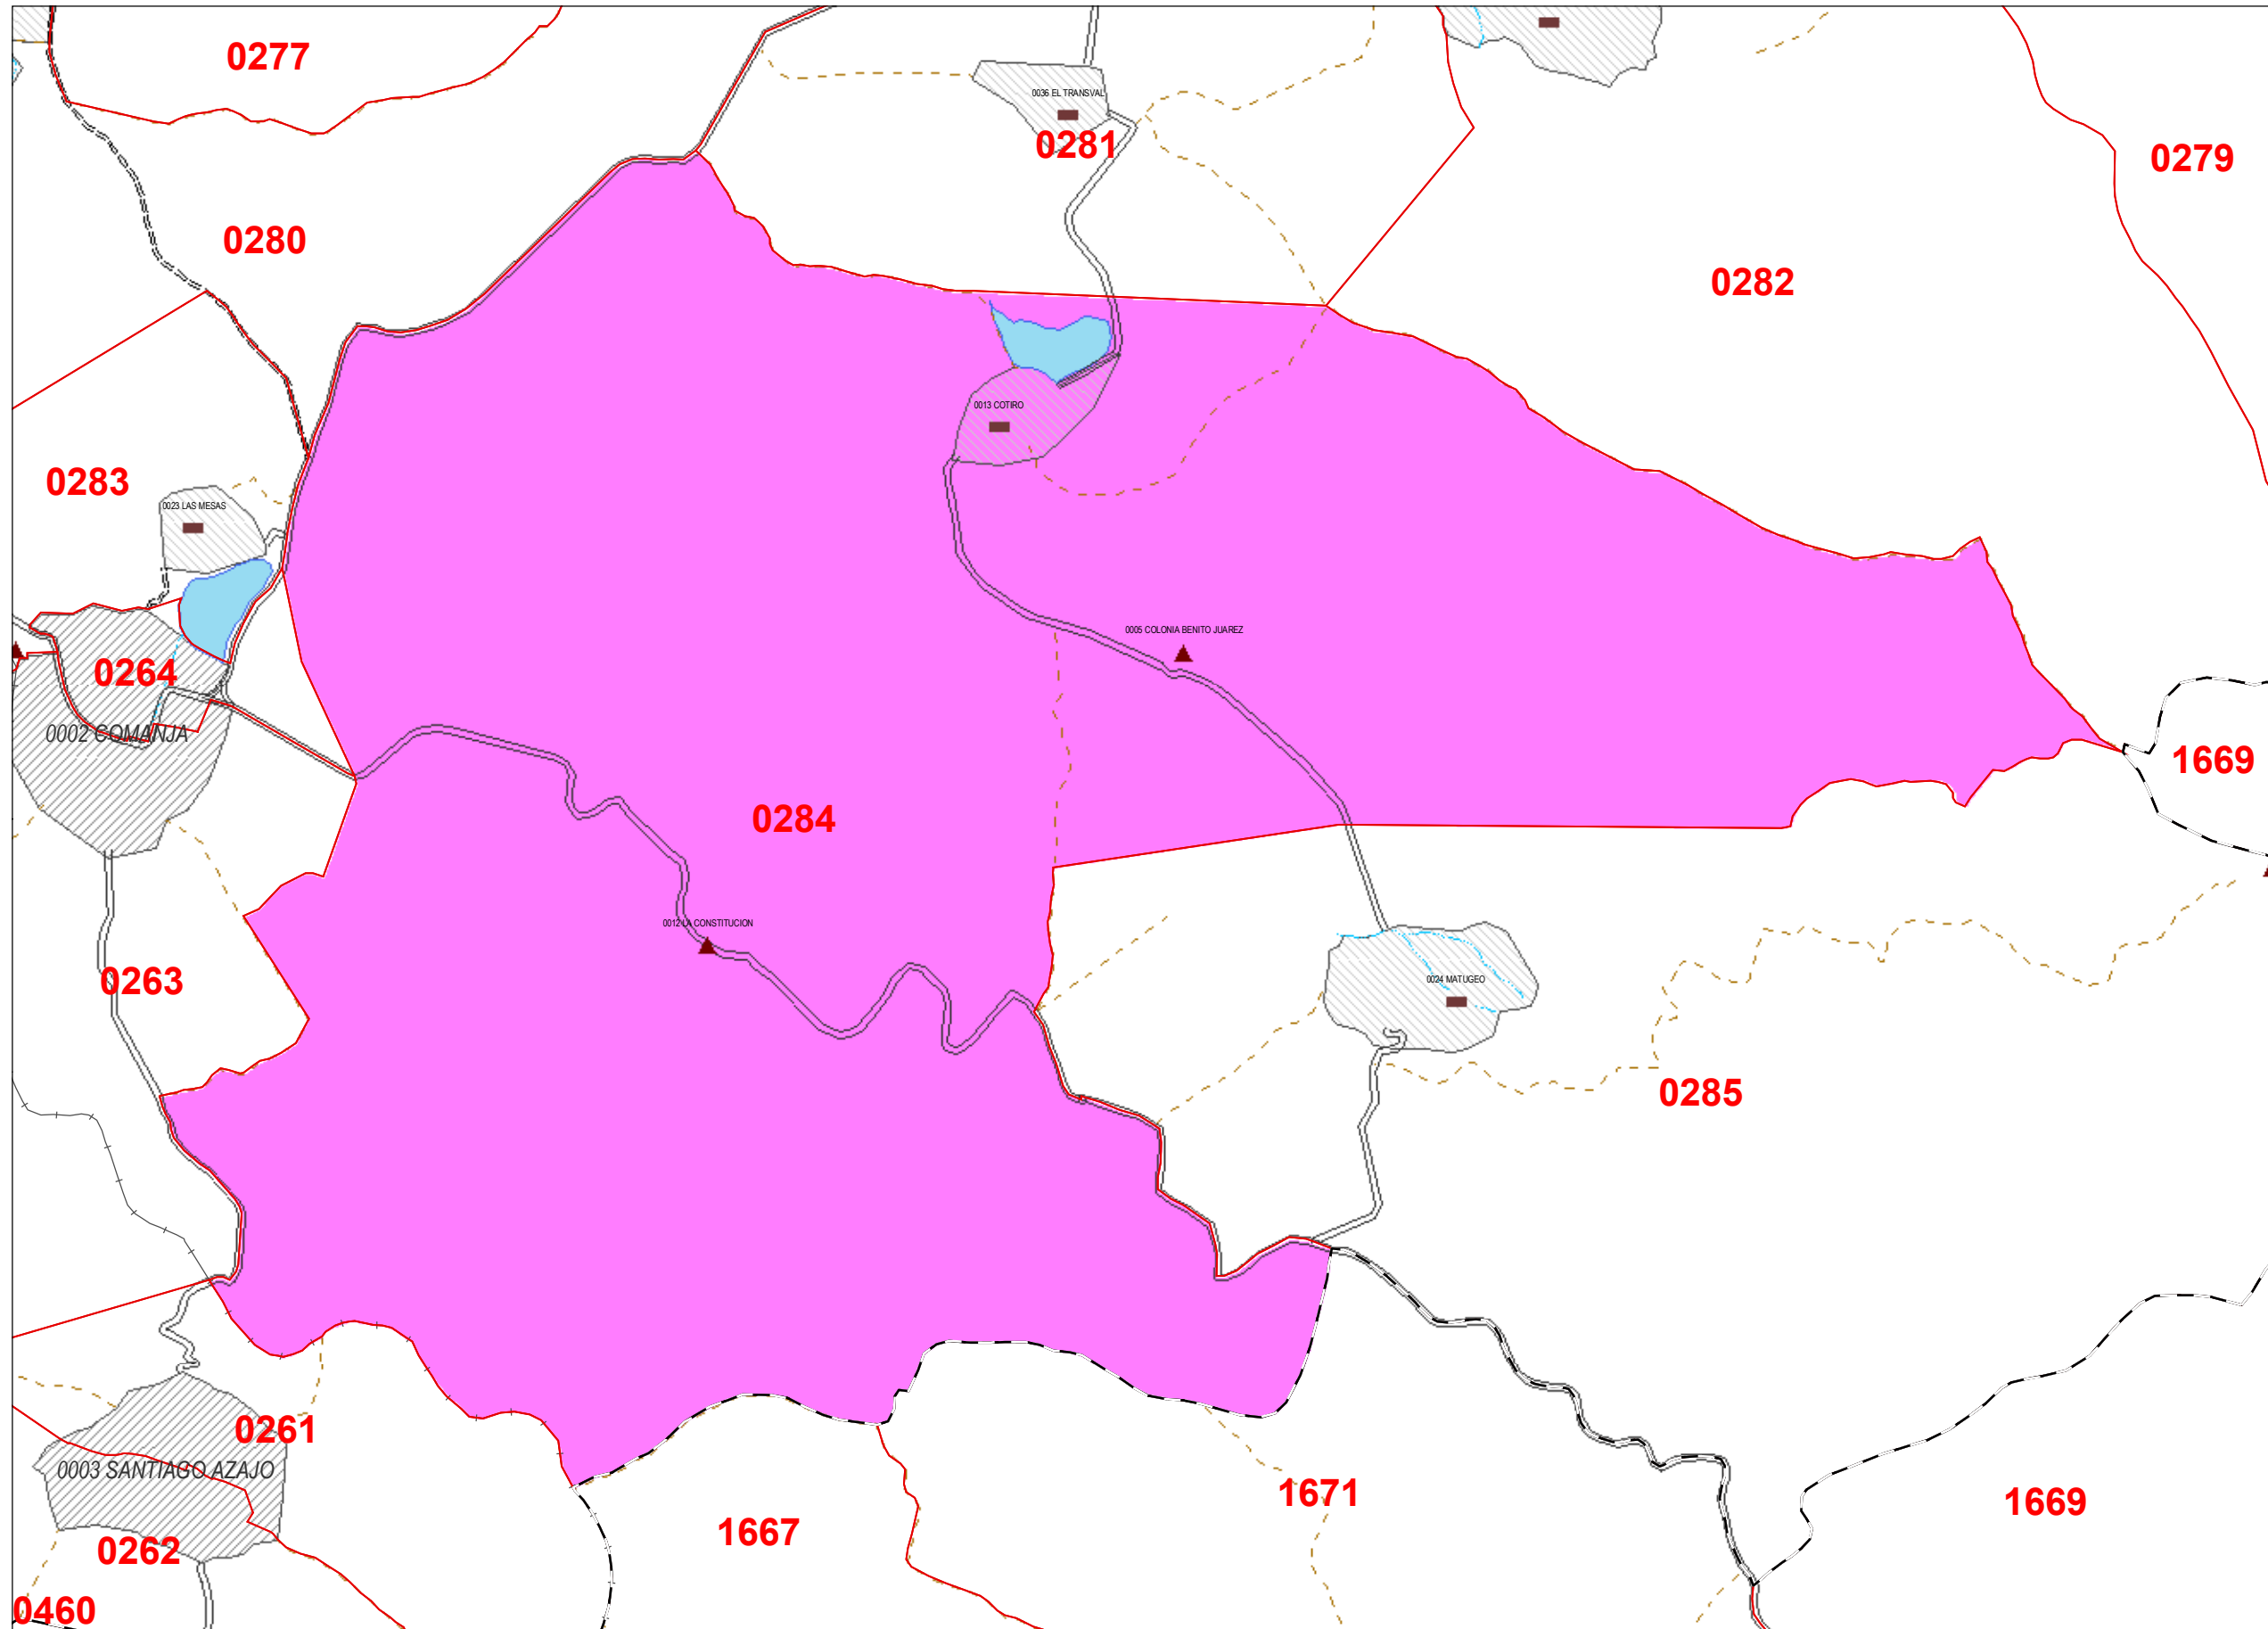 0277
0036 EL TRANSVAL
0281
0279
0280
0282
0013 COTIRO
0283
0023 LAS MESAS
0005 COLONIA BENITO JUAREZ
0264
0002 COMANJA
1669
0284
0012 LA CONSTITUCION
0263
0024 MATUGEO
0285
0261
0003 SANTIAGO AZAJO
1671
1669
1667
0262
0460